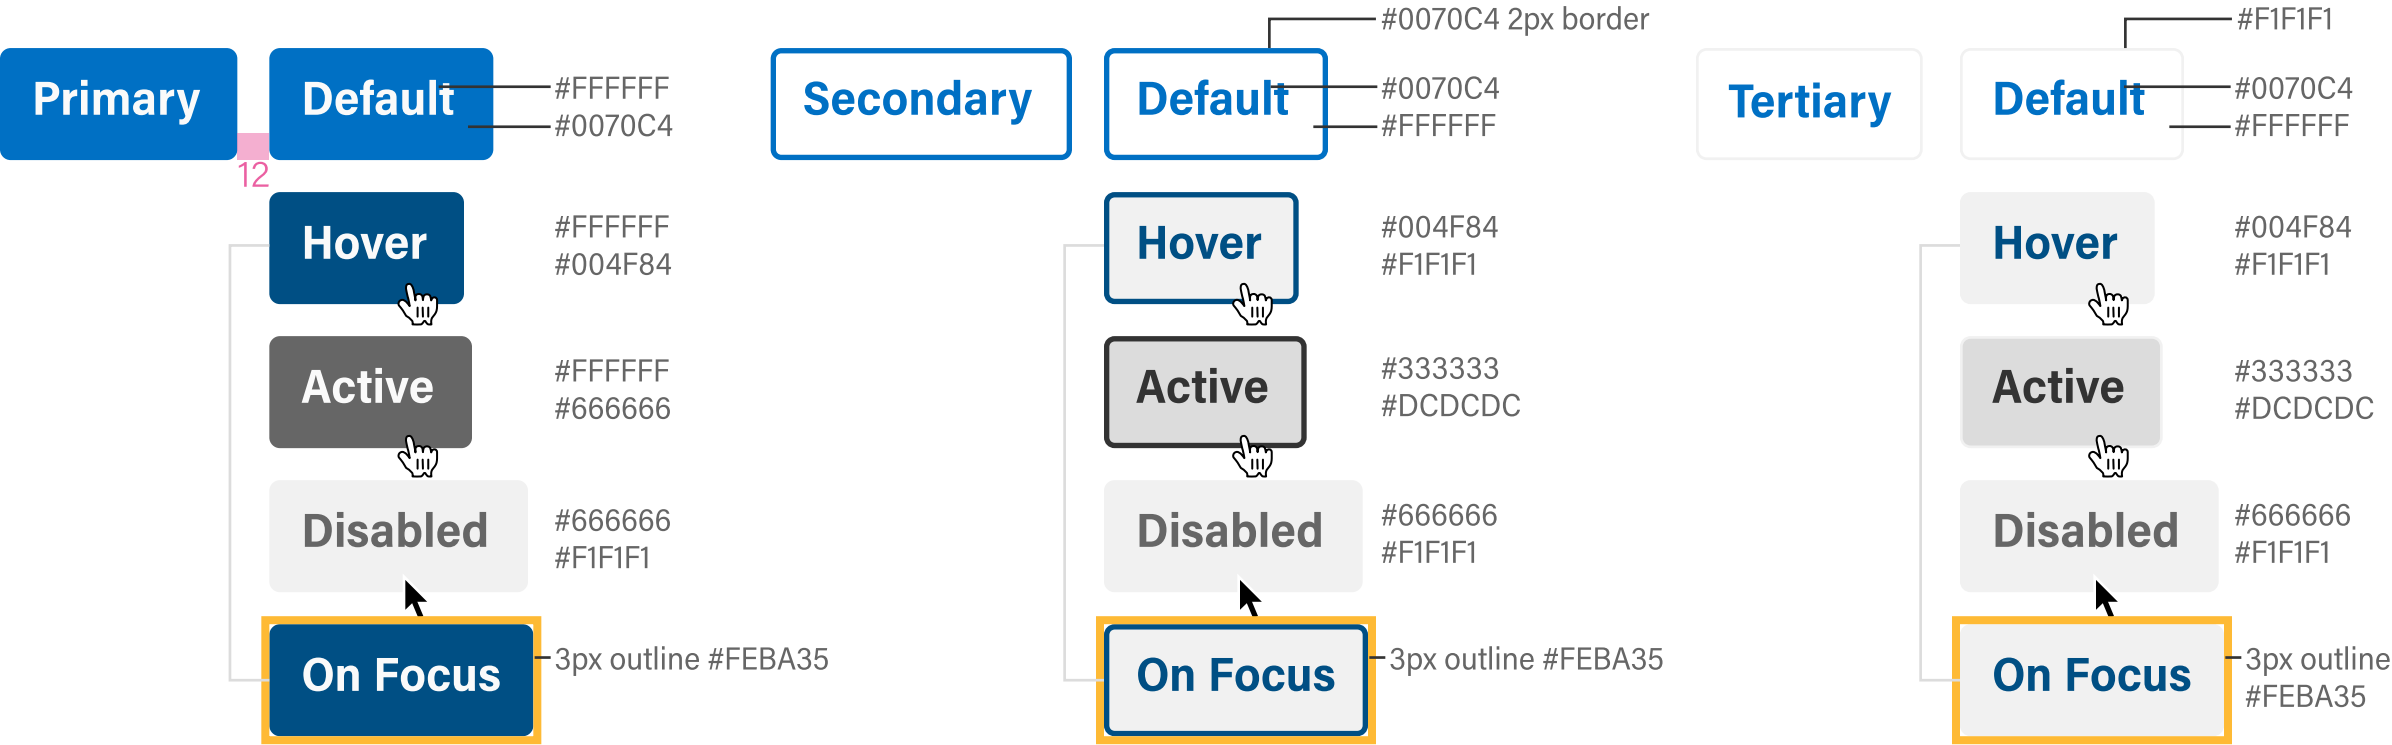 #0070C4 2px border
#F1F1F1
Primary
Default
#FFFFFF
#0070C4
12
Secondary
Default
#0070C4
#FFFFFF
Tertiary
Default
#0070C4
#FFFFFF
Hover
#FFFFFF
#004F84
Hover
#004F84
#F1F1F1
Hover
#004F84
#F1F1F1
Active
#FFFFFF
#666666
Active
#333333
#DCDCDC
Active
#333333
#DCDCDC
Disabled
#666666
#F1F1F1
Disabled
#666666
#F1F1F1
Disabled
#666666
#F1F1F1
On Focus
3px outline #FEBA35
On Focus
3px outline #FEBA35
On Focus
3px outline
#FEBA35